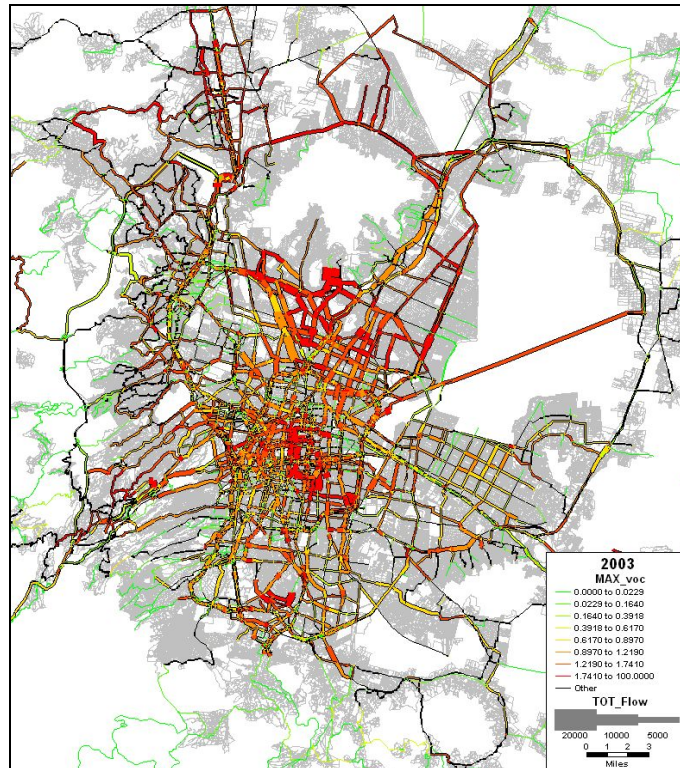 2003
MAX_voc
0.0000 to 0.0229
0.0229 to 0.1640
0.1640 to 0.3918
0.3918 to 0.6170
0.6170 to 0.8970
0.8970 to 1.2190
1.2190 to 1.7410
1.7410 to 100.0000
Other
TOT_Flow
20000 10000 5000
0 1 2 3
Miles